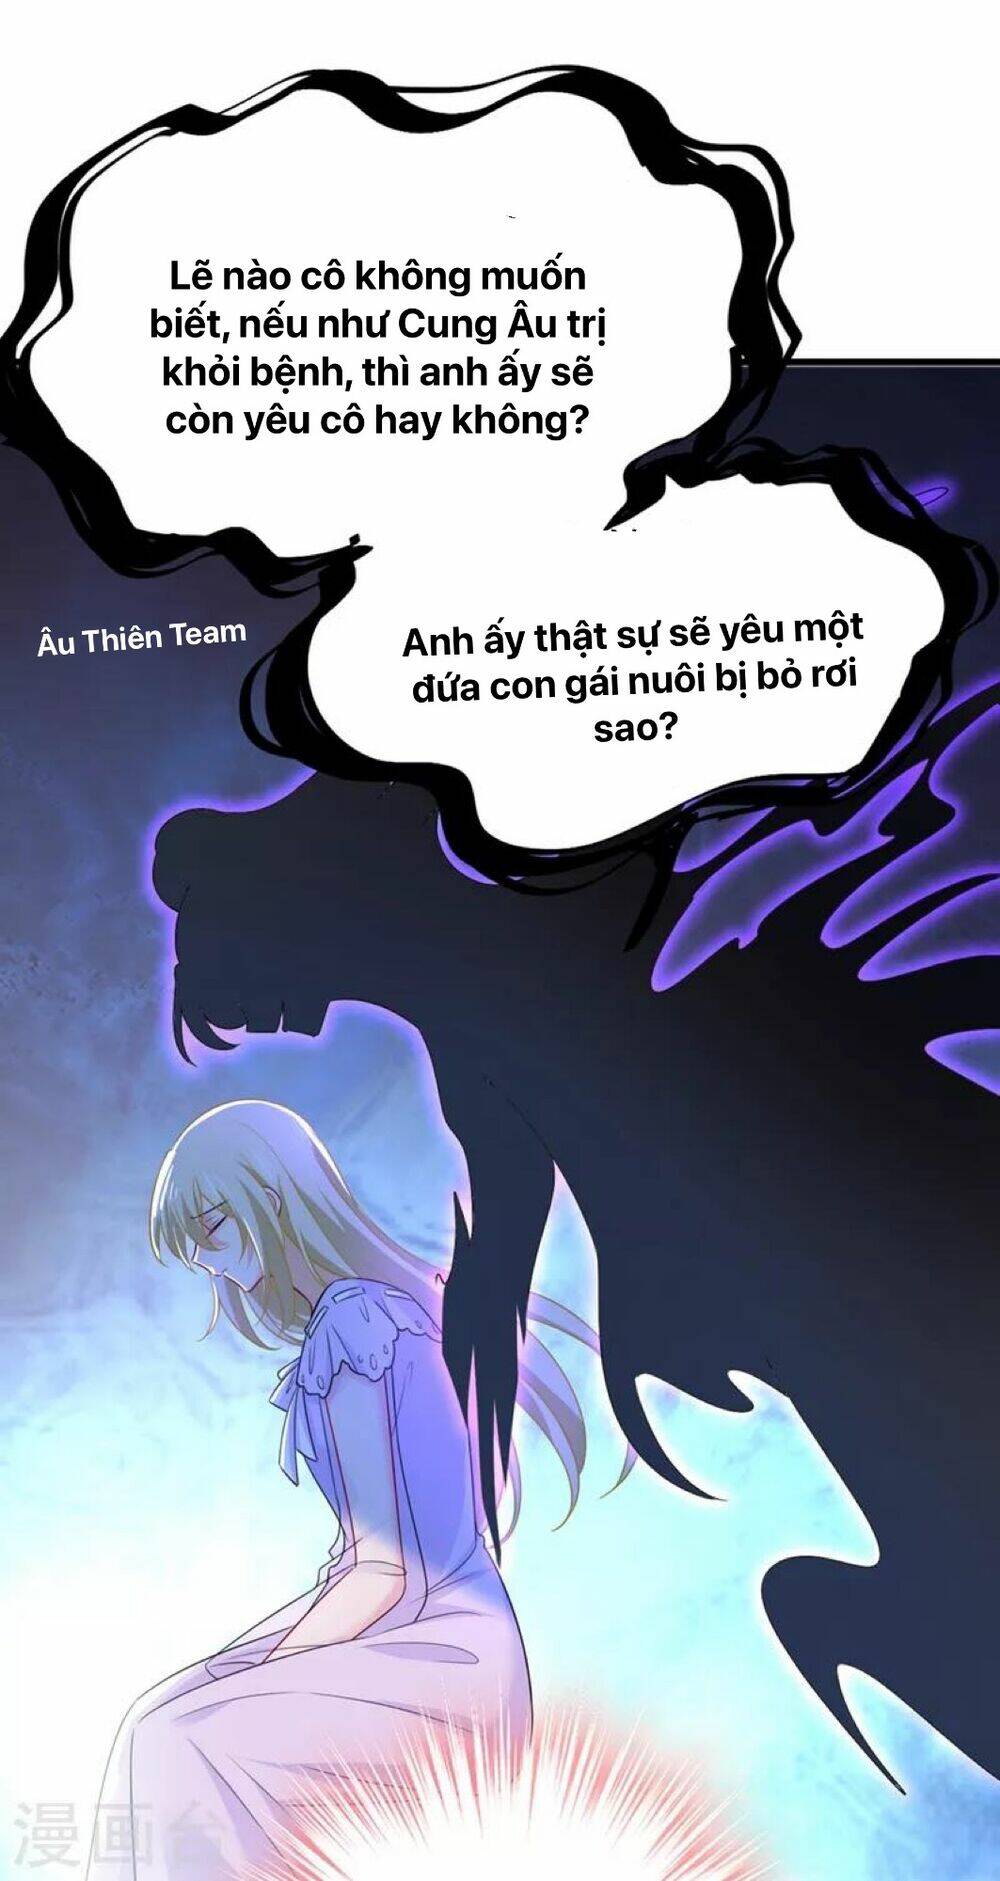 Lẽ nào cô không muốn
biết, nếu như Cung Âu trị
khỏi bệnh, thì anh ấy sẽ
còn yêu cô hay không?
Âu Thiên Team
Anh ấy thật sự sẽ yêu một
đứa con gái nuôi bị bỏ rơi
sao?
漫画台